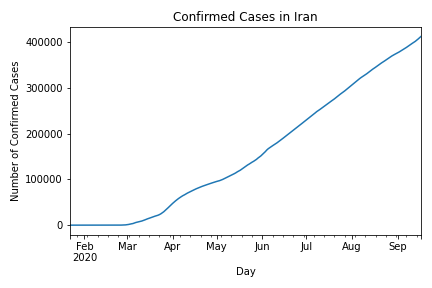 Confirmed Cases in Iran
Number of Confirmed Cases
400000
300000
200000
100000
0
Feb Mar Apr May Jun Jul Aug Sep
2020
Day